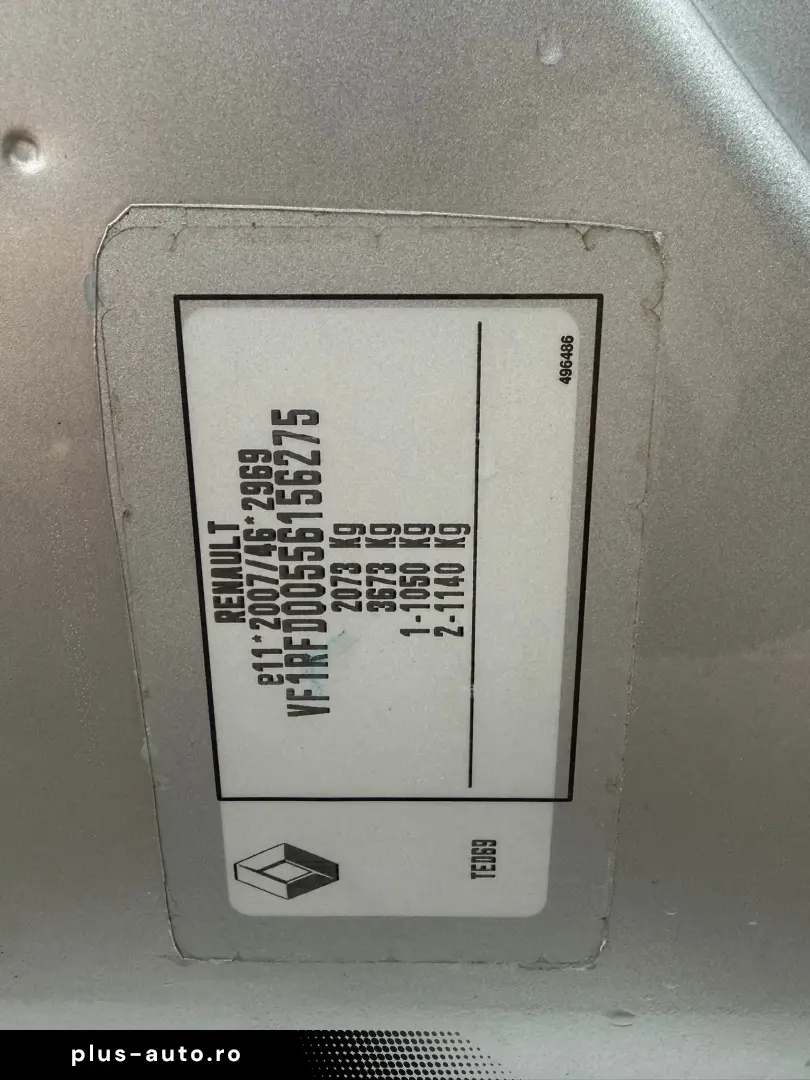 RENAULT
e11*2007/46*2969
VF1RFD00556156275
2073 Kg
3673 Kg
1-1050 Kg
2-1140 Kg
496486
TED69
plus-auto.ro